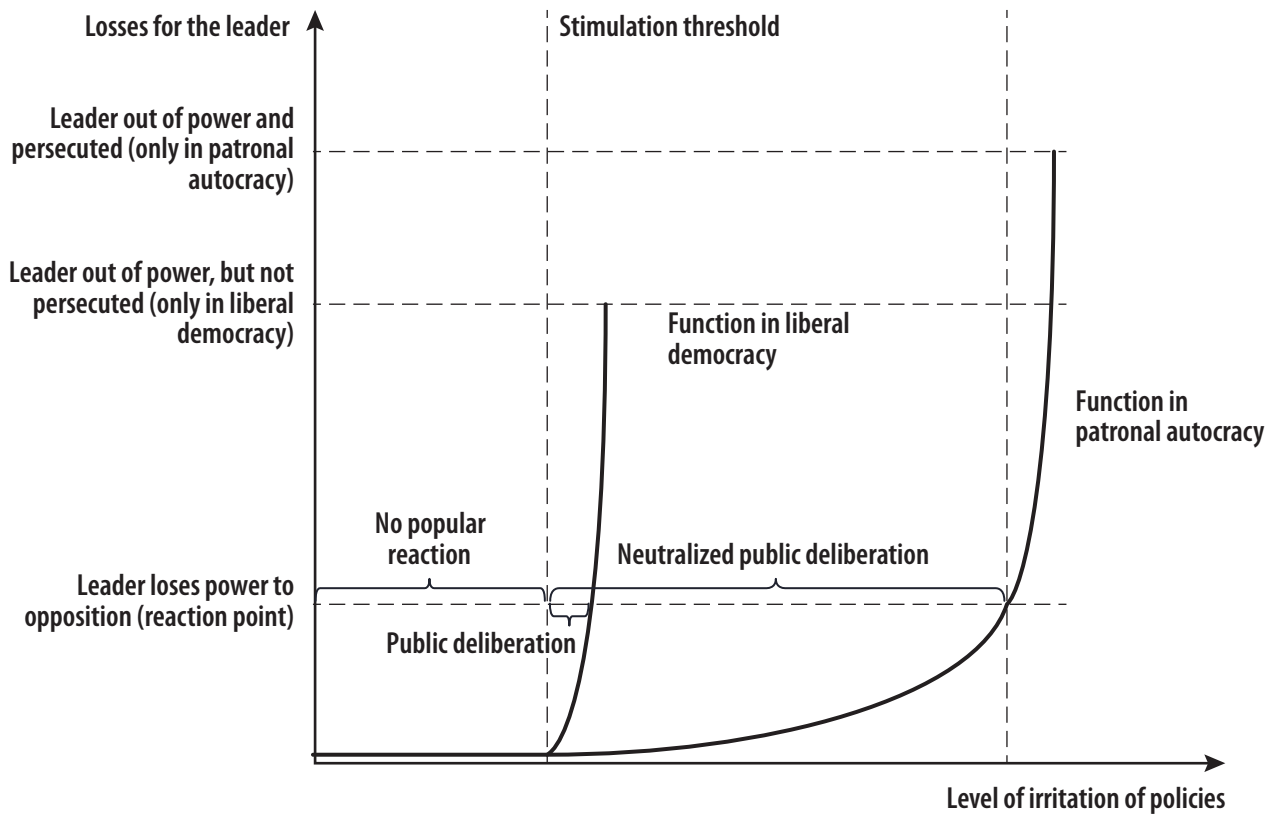 Losses for the leader
Stimulation threshold
Leader out of power and
persecuted (only in patronal
autocracy)
Leader out of power, but not
persecuted (only in liberal
democracy)
Function in liberal
democracy
Function in
patronal autocracy
No popular
reaction
Neutralized public deliberation
Leader loses power to
opposition (reaction point)
Public deliberation
Level of irritation of policies